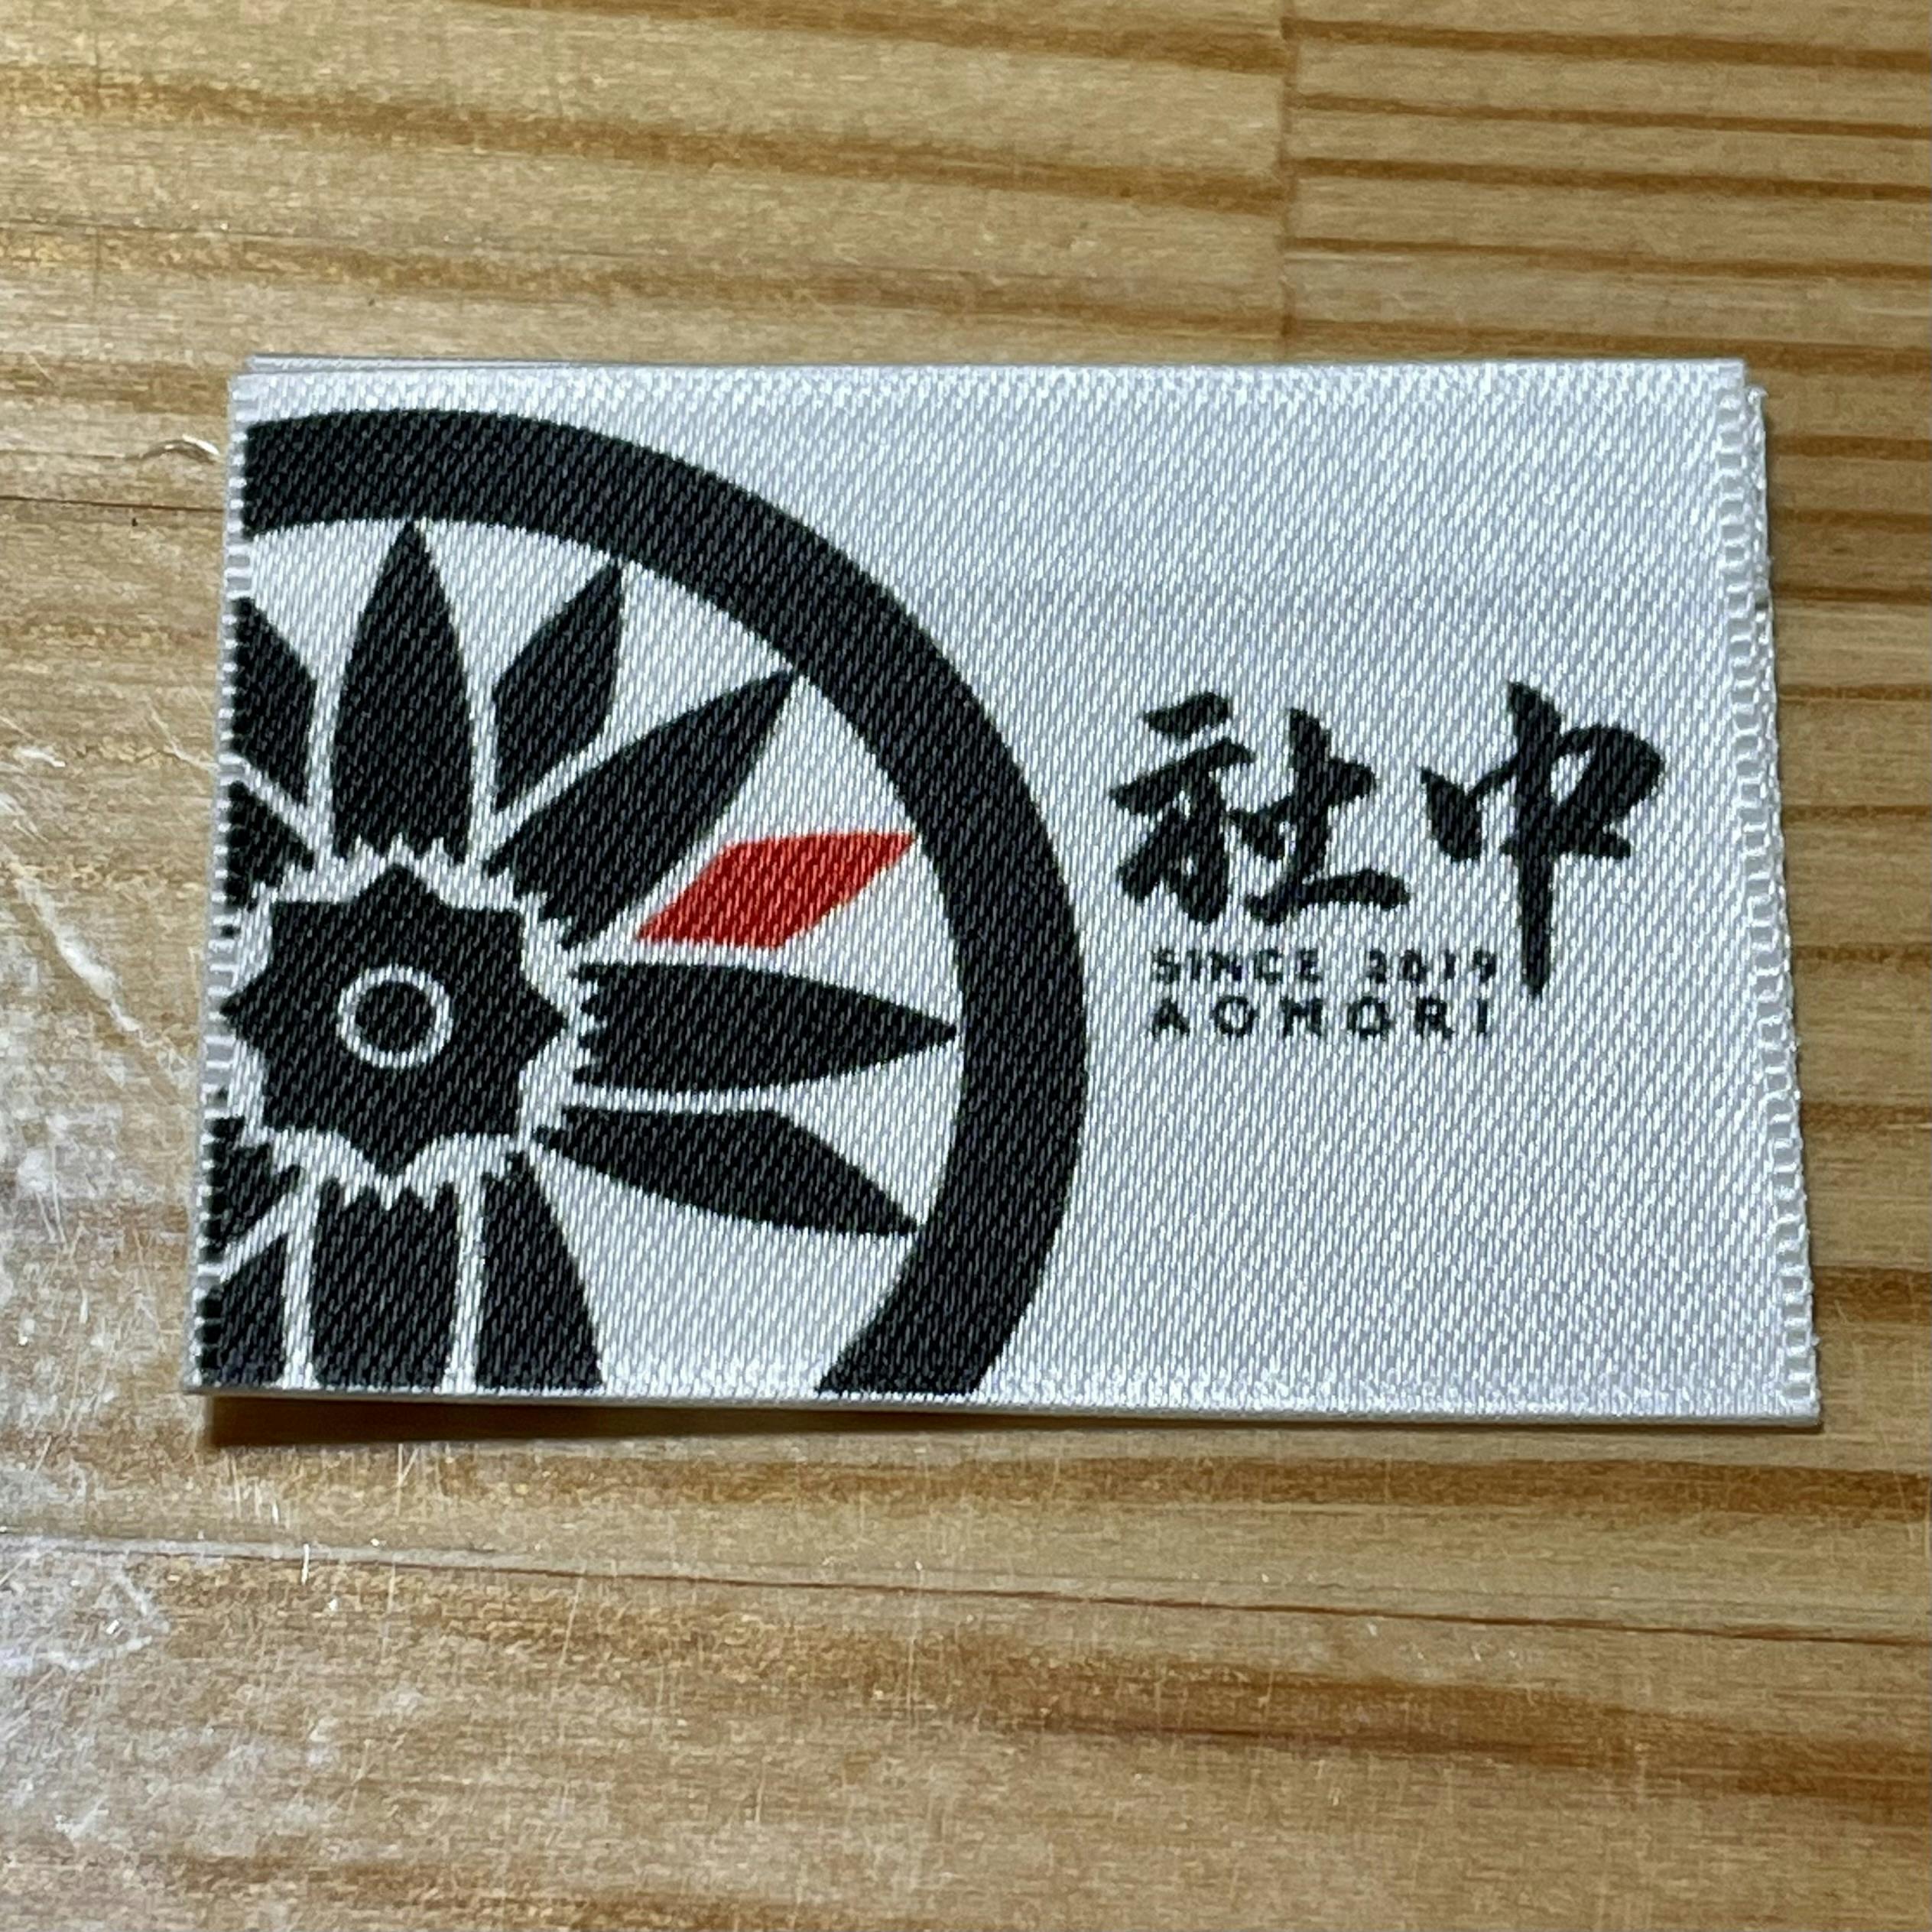 社中
SINCE 2019
AOMORI